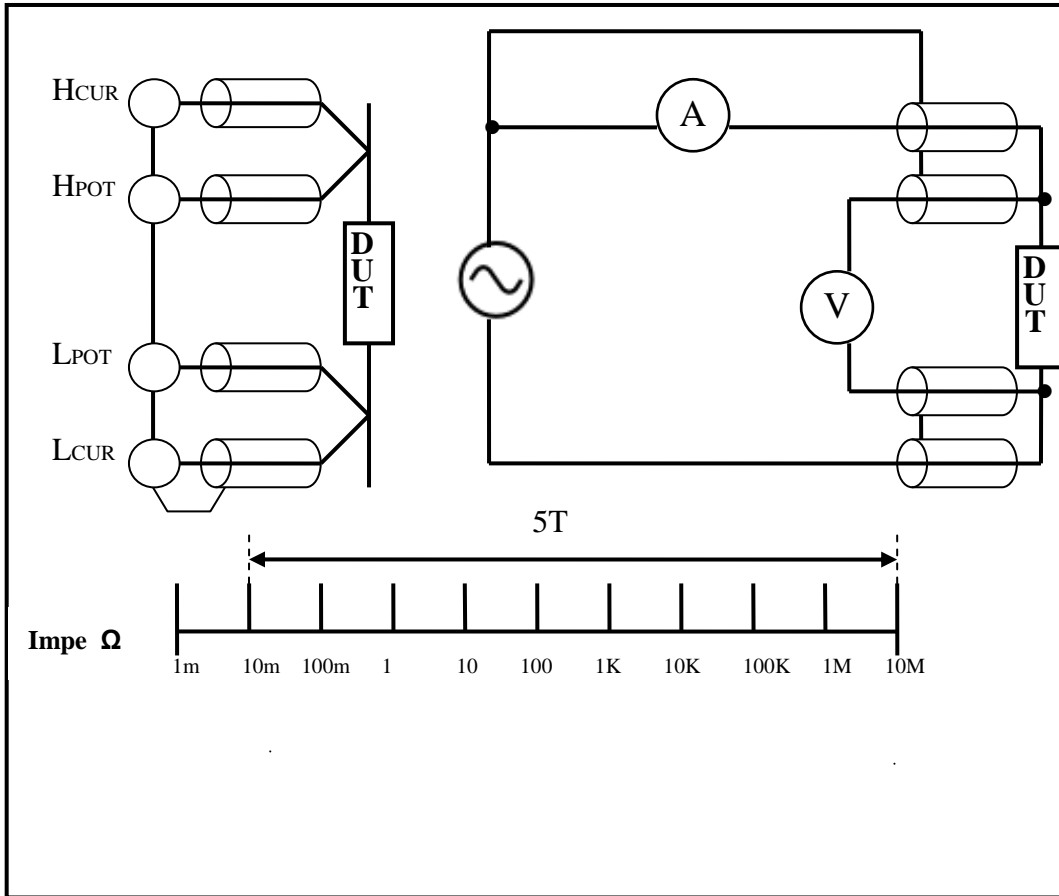 HCUR
HPOT
LPOT
LCUR
DUT
A
V
DUT
5T
Impe Ω
1m 10m 100m 1 10 100 1K 10K 100K 1M 10M